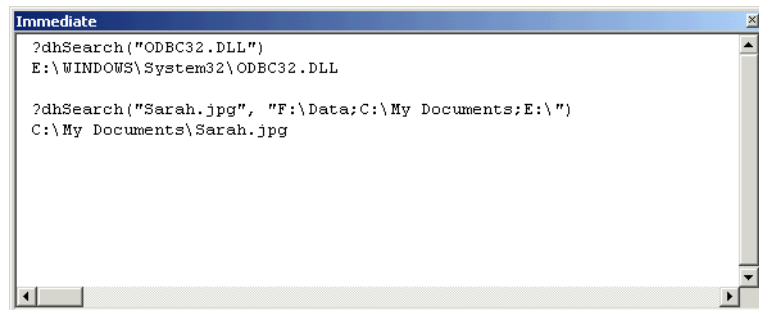 Immediate
?dhSearch("ODBC32.DLL")
E:\WINDOWS\System32\ODBC32.DLL
?dhSearch("Sarah.jpg", "F:\Data;C:\My Documents;E:\")
C:\My Documents\Sarah.jpg